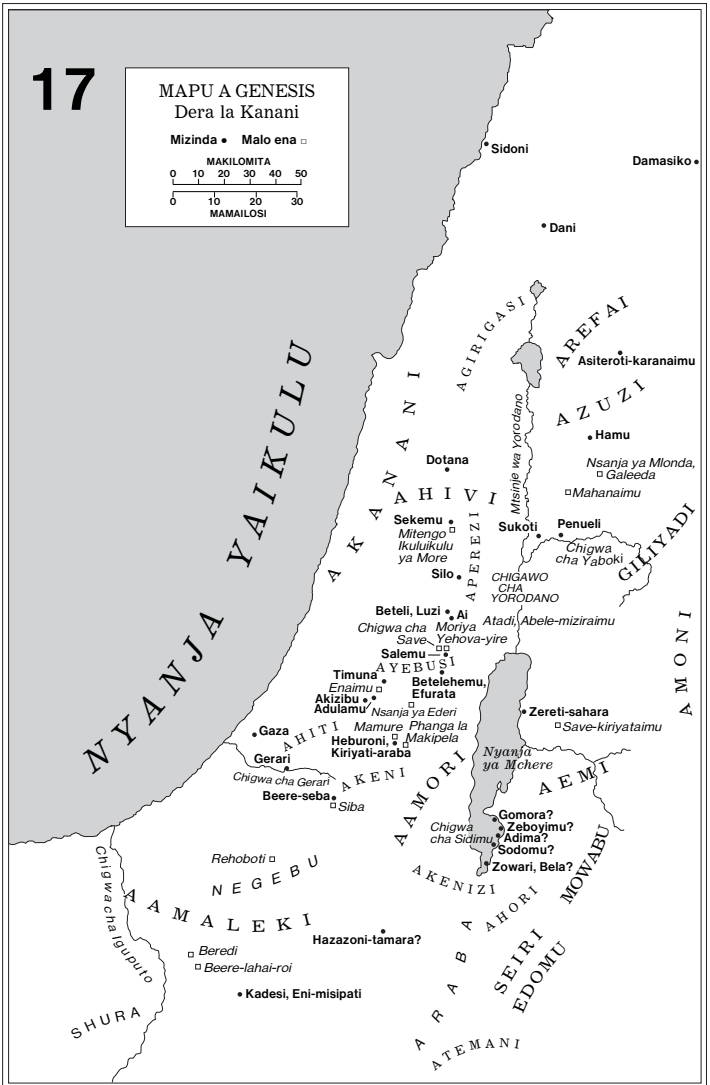 17
MAPU A GENESIS
Dera la Kanani
Mizinda
Malo ena
MAKILOMITA
0 10 20 30 40 50
0 10 20 30
MAMAILOSI
Sidoni
Damasiko
Dani
AGIRIGASI
AREFAI
Asiteroti-karanaimu
AZUZI
NYANJA YAIKULU
AKANANI
Mtsinje wa Yorodano
Hamu
Dotana
Nsanja ya Mlonda,
Galeeda
AHIVI
Mahanaimu
Sekemu
Mitengo
Ikuluikulu
ya More
APEREZI
Sukoti
Penueli
Chigwa
cha Yaboki
GILIYADI
Silo
CHIGAWO
CHA
YORODANO
Beteli, Luzi
Ai
Atadi, Abele-miziraimu
AMONI
Chigwa cha
Save
Moriya
Yehova-yire
Salemu
AYEBUSI
Timuna
Enaimu
Betelehemu,
Efurata
Akizibu
Adulamu
Nsanja ya Ederi
Zereti-sahara
Save-kiriyataimu
Gaza
AHITI
Mamure
Phanga la
Makipela
Heburoni,
Kiriyati-araba
Nyanja
ya Mchere
Gerari
Chigwa cha Gerari
AKENI
AAMORI
AEMI
Beere-seba
Siba
Gomora?
Zeboyimu?
Adima?
Sodomu?
Chigwa
cha Sidimu
Zowari, Bela?
Chigwa cha Iguputo
Rehoboti
NEGEBU
AKENIZI
MOWABU
AAMALEKI
AHORI
Hazazoni-tamara?
ARABA
SEIRI
EDOMU
Beredi
Beere-lahai-roi
Kadesi, Eni-misipati
SHURA
ATEMANI